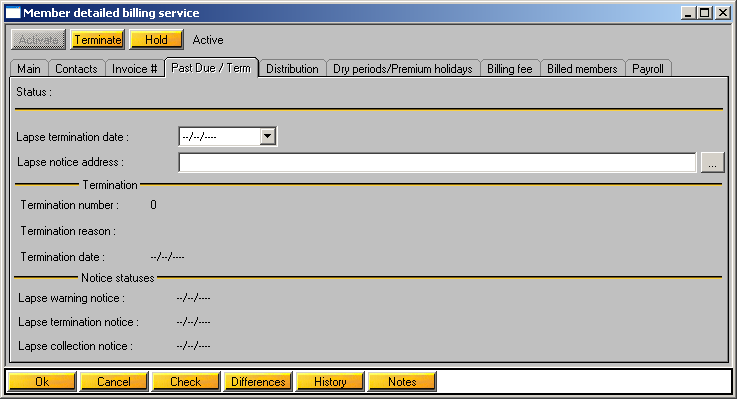 Member detailed billing service
Activate Terminate Hold Active
Main Contacts Invoice # Past Due / Term Distribution Dry periods/Premium holidays Billing fee Billed members Payroll
Status :
Lapse termination date : --/--/----
Lapse notice address : ...
Termination
Termination number : 0
Termination reason :
Termination date : --/--/----
Notice statuses
Lapse warning notice : --/--/----
Lapse termination notice : --/--/----
Lapse collection notice : --/--/----
Ok Cancel Check Differences History Notes